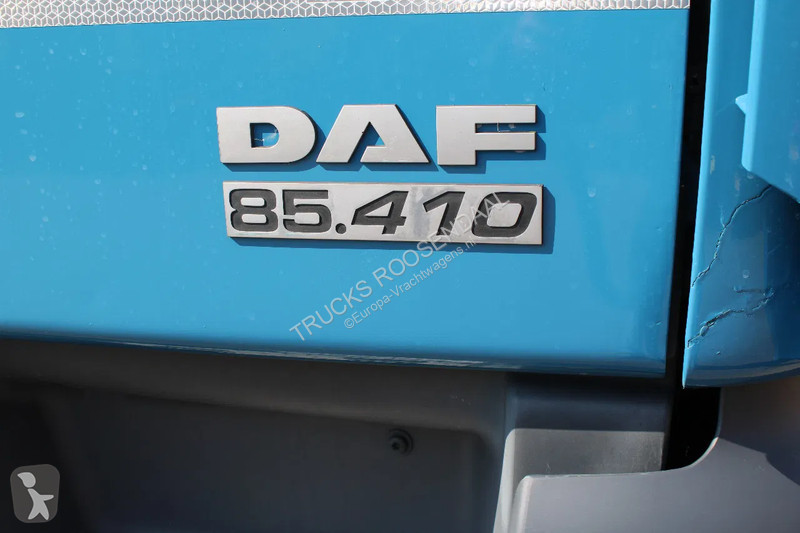 DAF
85.410
TRUCKS ROOSENDAAL
©Europa-Vrachtwagens.nl